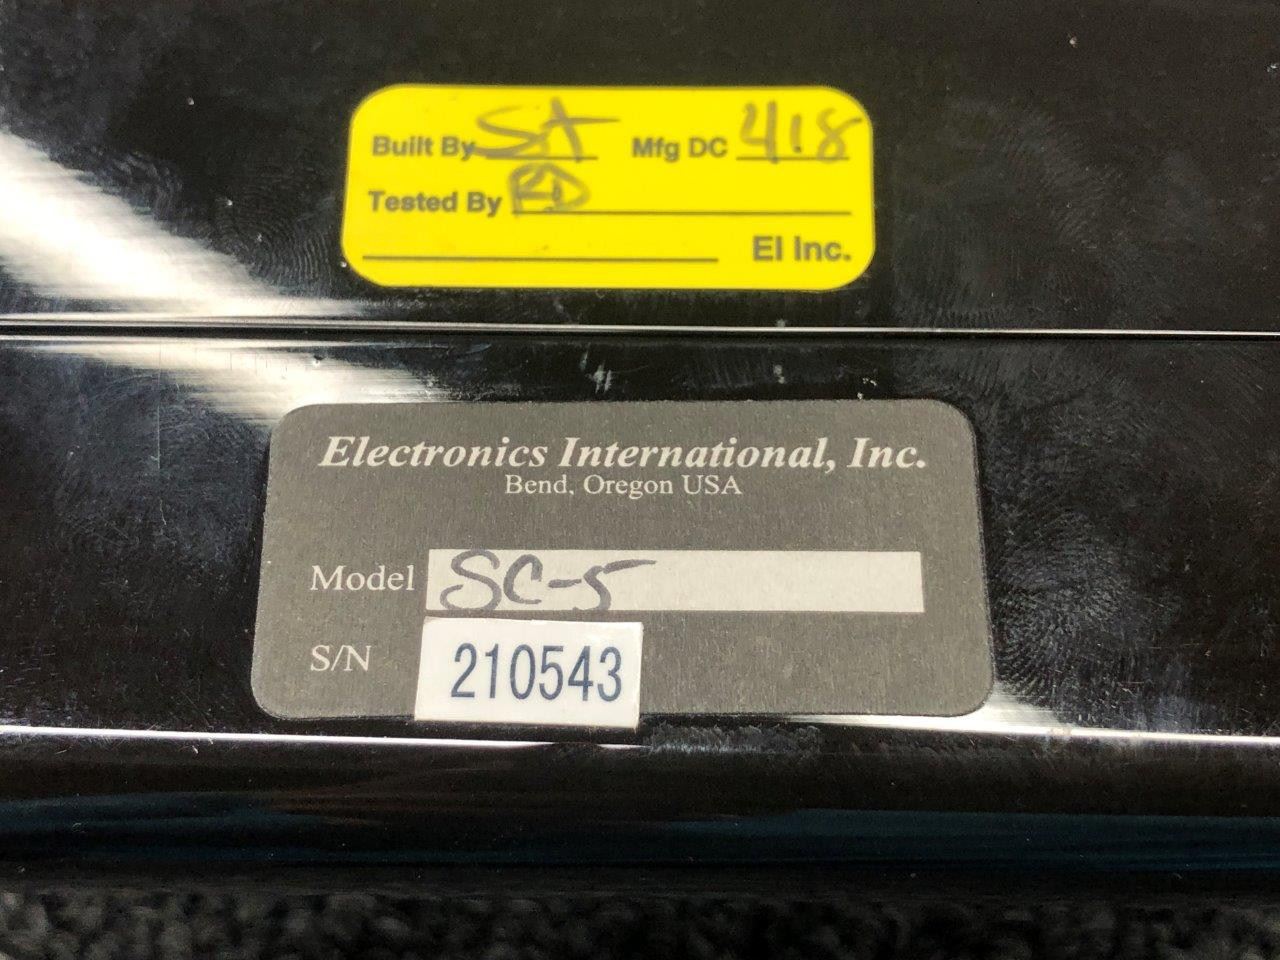 Built By SA Mfg DC 418
Tested By RD
EI Inc.
Electronics International, Inc.
Bend, Oregon USA
Model SC-5
S/N 210543